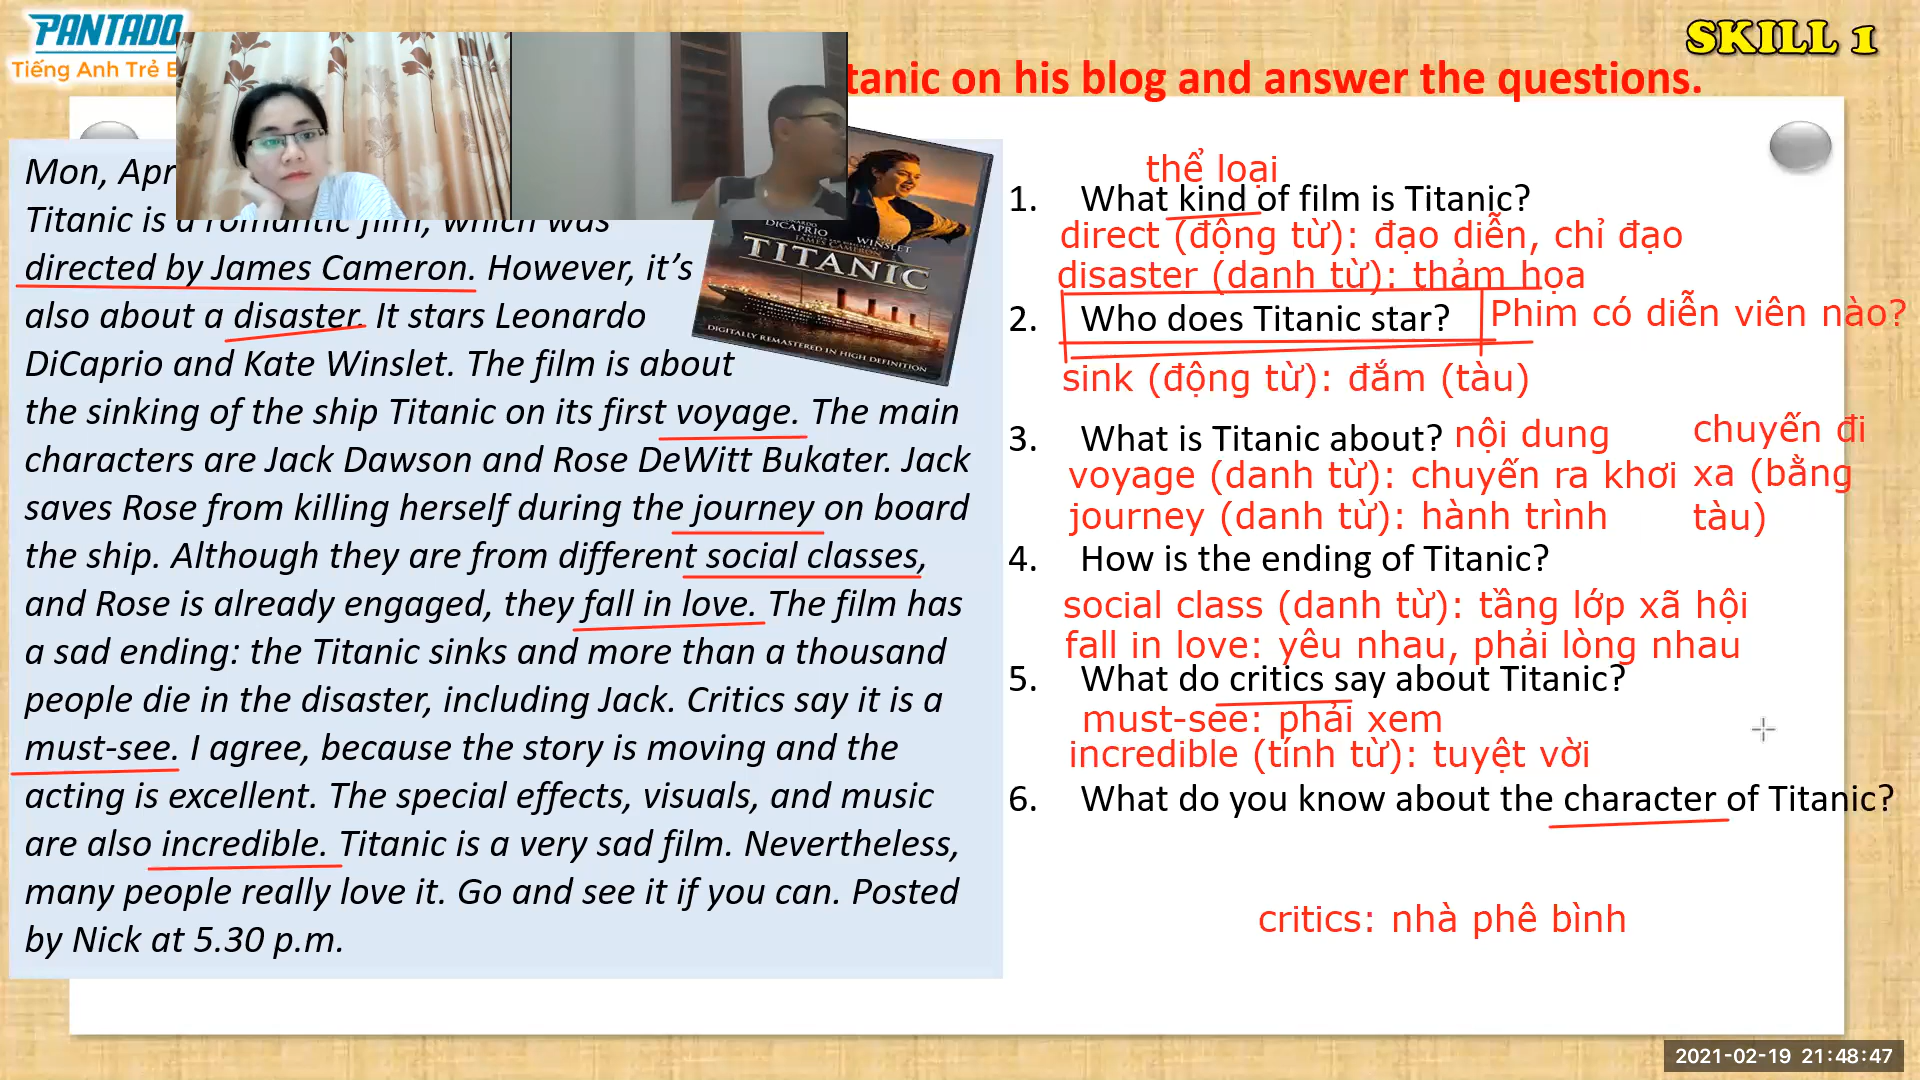 PANTADO
Tiếng Anh Trẻ
SKILL 1
tanic on his blog and answer the questions.
Mon, Apr
Titanic is a romantic film, which was
directed by James Cameron. However, it's
also about a disaster. It stars Leonardo
DiCaprio and Kate Winslet. The film is about
the sinking of the ship Titanic on its first voyage. The main
characters are Jack Dawson and Rose DeWitt Bukater. Jack
saves Rose from killing herself during the journey on board
the ship. Although they are from different social classes,
and Rose is already engaged, they fall in love. The film has
a sad ending: the Titanic sinks and more than a thousand
people die in the disaster, including Jack. Critics say it is a
must-see. I agree, because the story is moving and the
acting is excellent. The special effects, visuals, and music
are also incredible. Titanic is a very sad film. Nevertheless,
many people really love it. Go and see it if you can. Posted
by Nick at 5.30 p.m.
DICAPRIO WINSLET
JAMES CAMERON
TITANIC
DIGITALLY REMASTERED IN HIGH DEFINITION
thể loại
1. What kind of film is Titanic?
direct (động từ): đạo diễn, chỉ đạo
disaster (danh từ): thảm họa
2. Who does Titanic star? Phim có diễn viên nào?
sink (động từ): đắm (tàu)
3. What is Titanic about? nội dung
voyage (danh từ): chuyến ra khơi
chuyến đi
xa (bằng
tàu)
journey (danh từ): hành trình
4. How is the ending of Titanic?
social class (danh từ): tầng lớp xã hội
fall in love: yêu nhau, phải lòng nhau
5. What do critics say about Titanic?
must-see: phải xem
incredible (tính từ): tuyệt vời
6. What do you know about the character of Titanic?
critics: nhà phê bình
2021-02-19 21:48:47